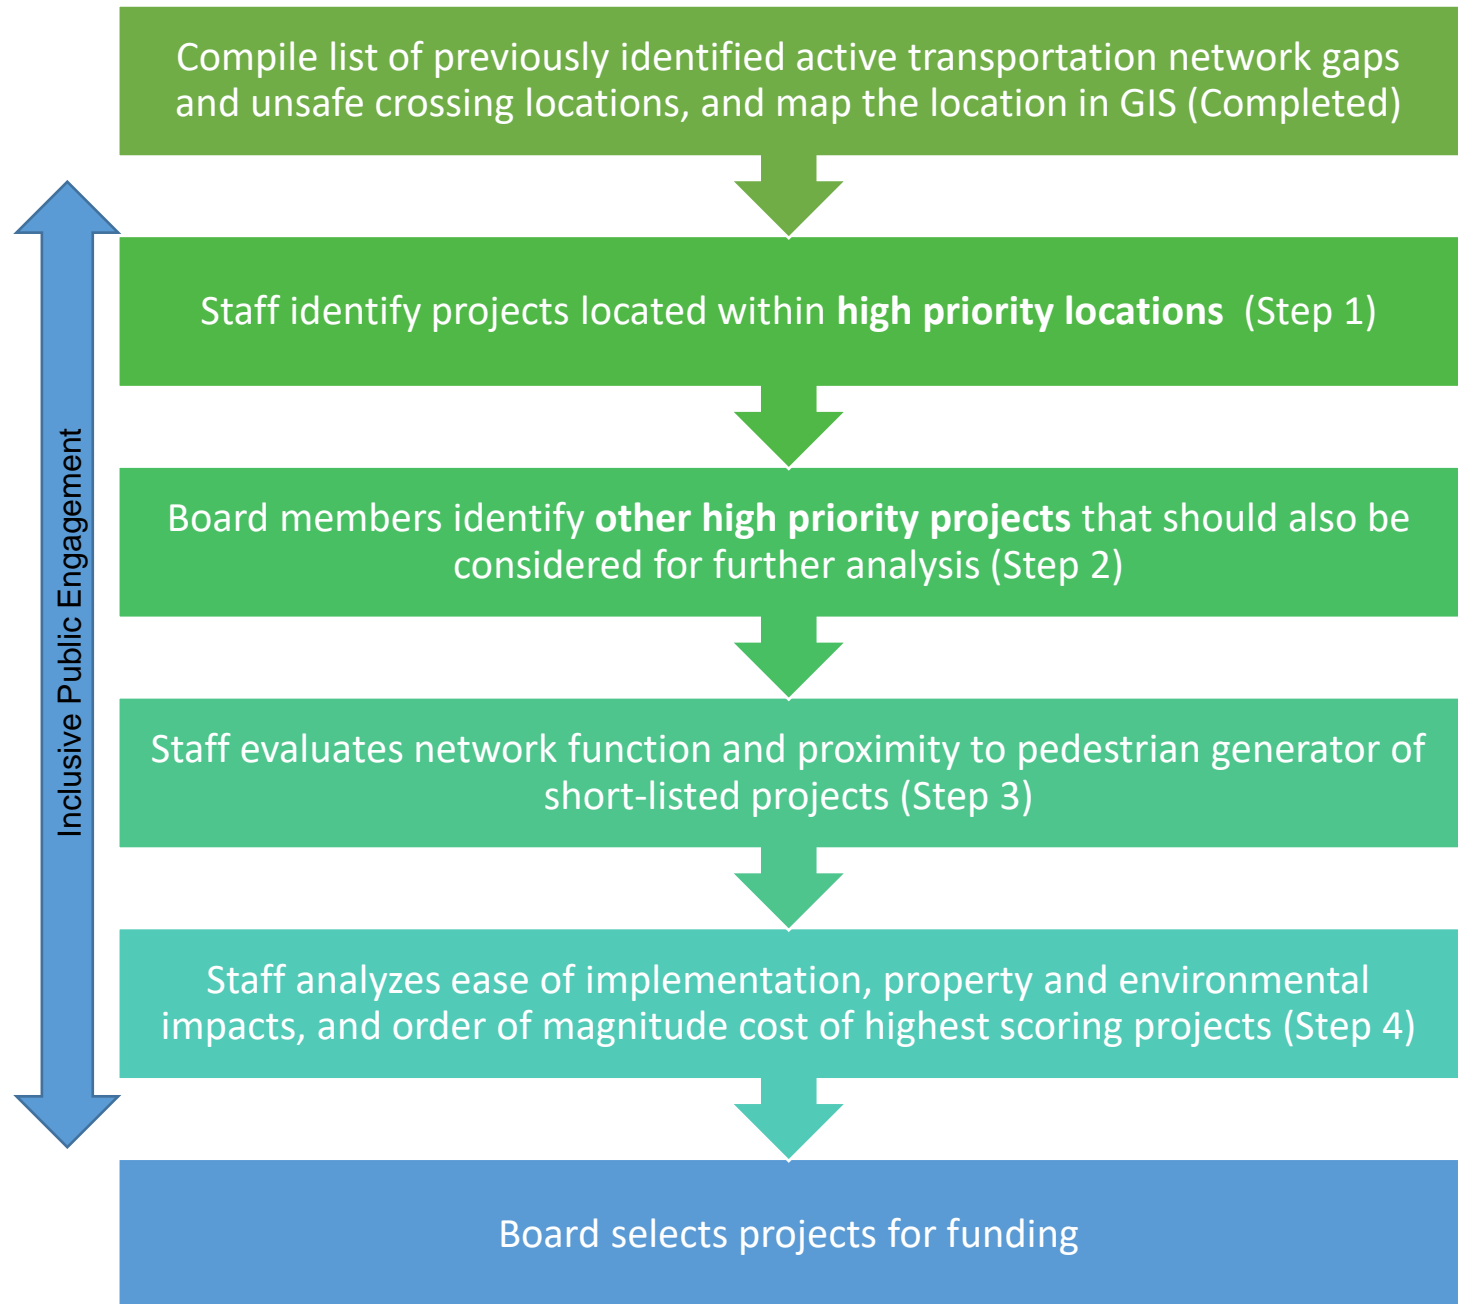 Compile list of previously identified active transportation network gaps
and unsafe crossing locations, and map the location in GIS (Completed)
Inclusive Public Engagement
Staff identify projects located within high priority locations (Step 1)
Board members identify other high priority projects that should also be
considered for further analysis (Step 2)
Staff evaluates network function and proximity to pedestrian generator of
short-listed projects (Step 3)
Staff analyzes ease of implementation, property and environmental
impacts, and order of magnitude cost of highest scoring projects (Step 4)
Board selects projects for funding